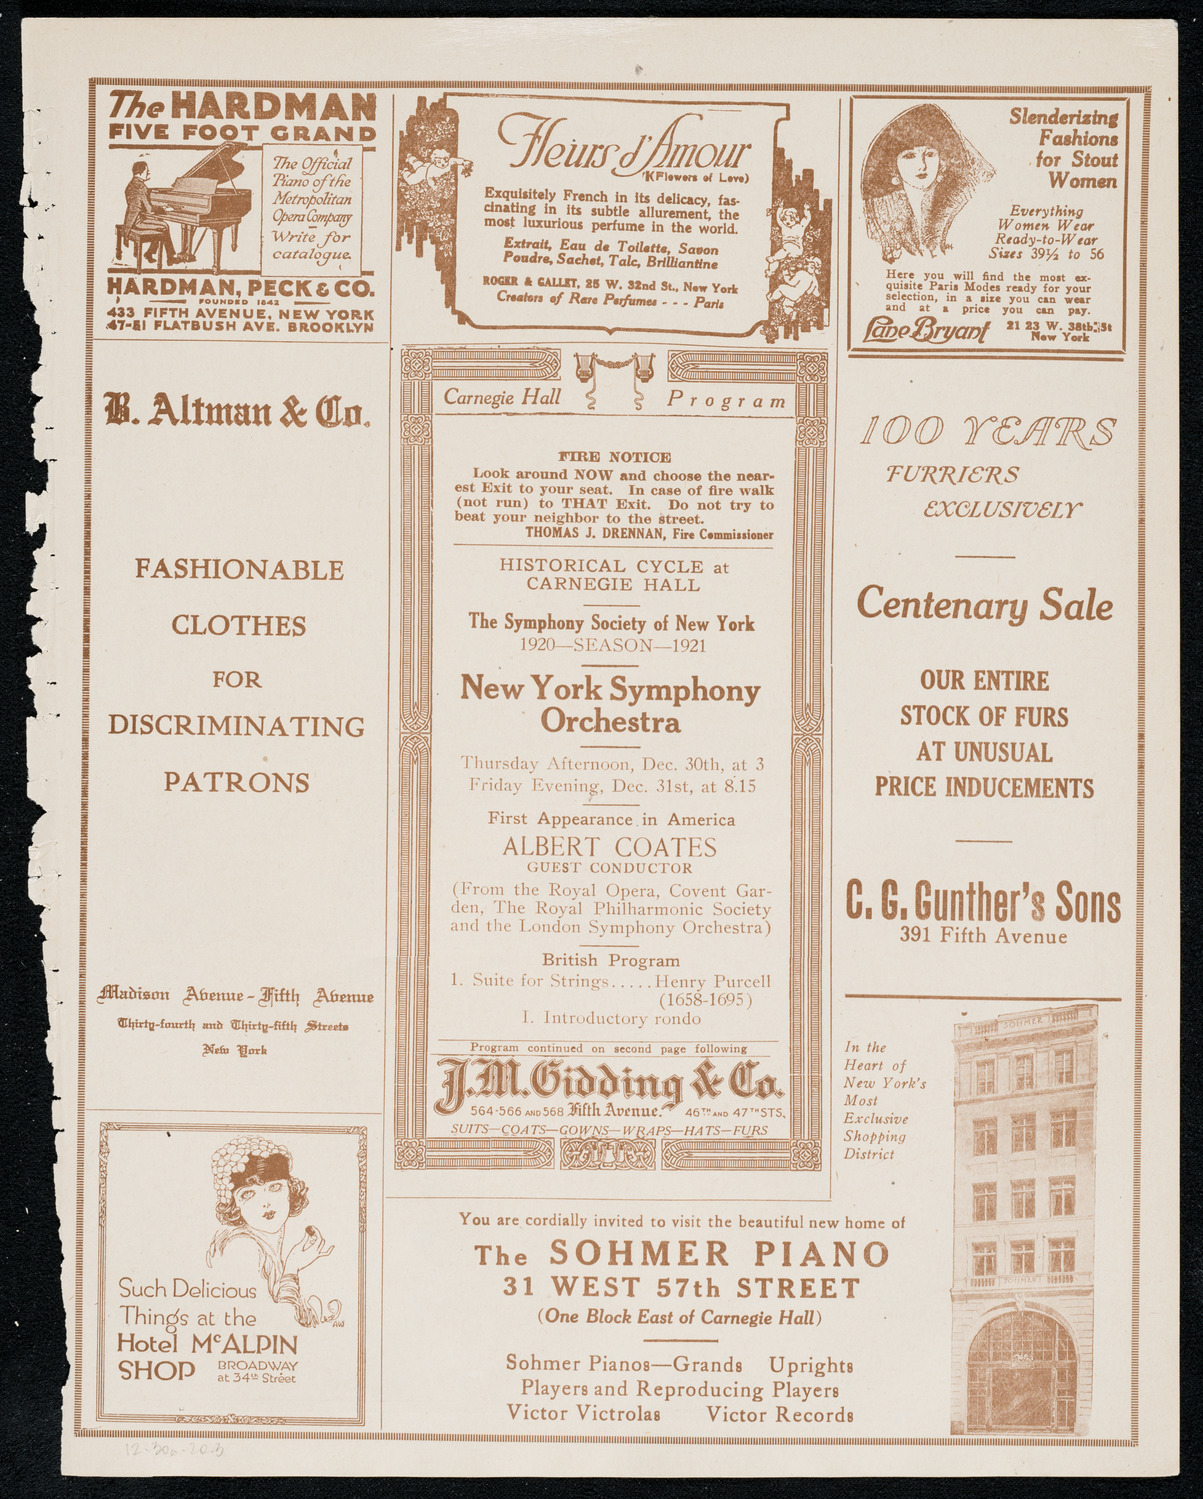 The HARDMAN
FIVE FOOT GRAND
The Official
Piano of the
Metropolitan
Opera Company
Write for
catalogue.
HARDMAN, PECK & CO.
FOUNDED 1842
433 FIFTH AVENUE, NEW YORK
47-51 FLATBUSH AVE. BROOKLYN
Fleurs d'Amour
(Flowers of Love)
Exquisitely French in its delicacy, fas-
cinating in its subtle allurement, the
most luxurious perfume in the world.
Extrait, Eau de Toilette, Savon
Poudre, Sachet, Talc, Brilliantine
ROGER & GALLET, 25 W. 32nd St., New York
Creators of Rare Perfumes - - - Paris
Slenderizing
Fashions
for Stout
Women
Everything
Women Wear
Ready-to-Wear
Sizes 39½ to 56
Here you will find the most ex-
quisite Paris Modes ready for your
selection, in a size you can wear
and at a price you can pay.
Lane Bryant
21 23 W. 38th St
New York
B. Altman & Co.
FASHIONABLE
CLOTHES
FOR
DISCRIMINATING
PATRONS
Madison Avenue - Fifth Avenue
Thirty-fourth and Thirty-fifth Streets
New York
Carnegie Hall Program
FIRE NOTICE
Look around NOW and choose the near-
est Exit to your seat. In case of fire walk
(not run) to THAT Exit. Do not try to
beat your neighbor to the street.
THOMAS J. DRENNAN, Fire Commissioner
HISTORICAL CYCLE at
CARNEGIE HALL
The Symphony Society of New York
1920—SEASON—1921
New York Symphony
Orchestra
Thursday Afternoon, Dec. 30th, at 3
Friday Evening, Dec. 31st, at 8.15
First Appearance in America
ALBERT COATES
GUEST CONDUCTOR
(From the Royal Opera, Covent Gar-
den, The Royal Philharmonic Society
and the London Symphony Orchestra)
British Program
1. Suite for Strings.....Henry Purcell
(1658-1695)
I. Introductory rondo
Program continued on second page following
J.M. Gidding & Co.
564-566 AND 568 Fifth Avenue. 46TH AND 47TH STS.
SUITS—COATS—GOWNS—WRAPS—HATS—FURS
100 YEARS
FURRIERS
EXCLUSIVELY
Centenary Sale
OUR ENTIRE
STOCK OF FURS
AT UNUSUAL
PRICE INDUCEMENTS
C. G. Gunther's Sons
391 Fifth Avenue
Such Delicious
Things at the
Hotel McALPIN
SHOP BROADWAY
at 34th Street
You are cordially invited to visit the beautiful new home of
The SOHMER PIANO
31 WEST 57th STREET
(One Block East of Carnegie Hall)
Sohmer Pianos—Grands Uprights
Players and Reproducing Players
Victor Victrolas Victor Records
In the
Heart of
New York's
Most
Exclusive
Shopping
District
SOHMER
SOHMER
12-30a-20-3